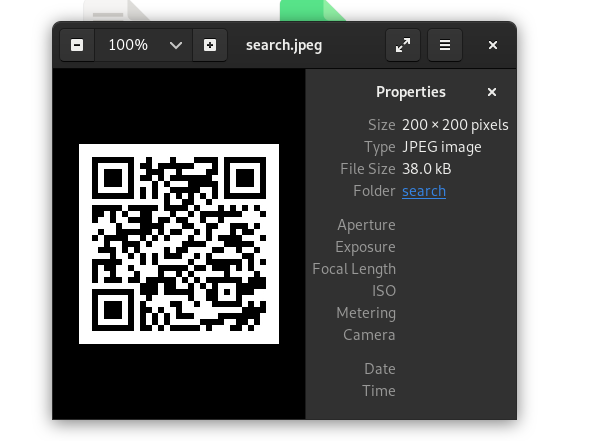 100%
search.jpeg
Properties
Size 200 × 200 pixels
Type JPEG image
File Size 38.0 kB
Folder search
Aperture
Exposure
Focal Length
ISO
Metering
Camera
Date
Time